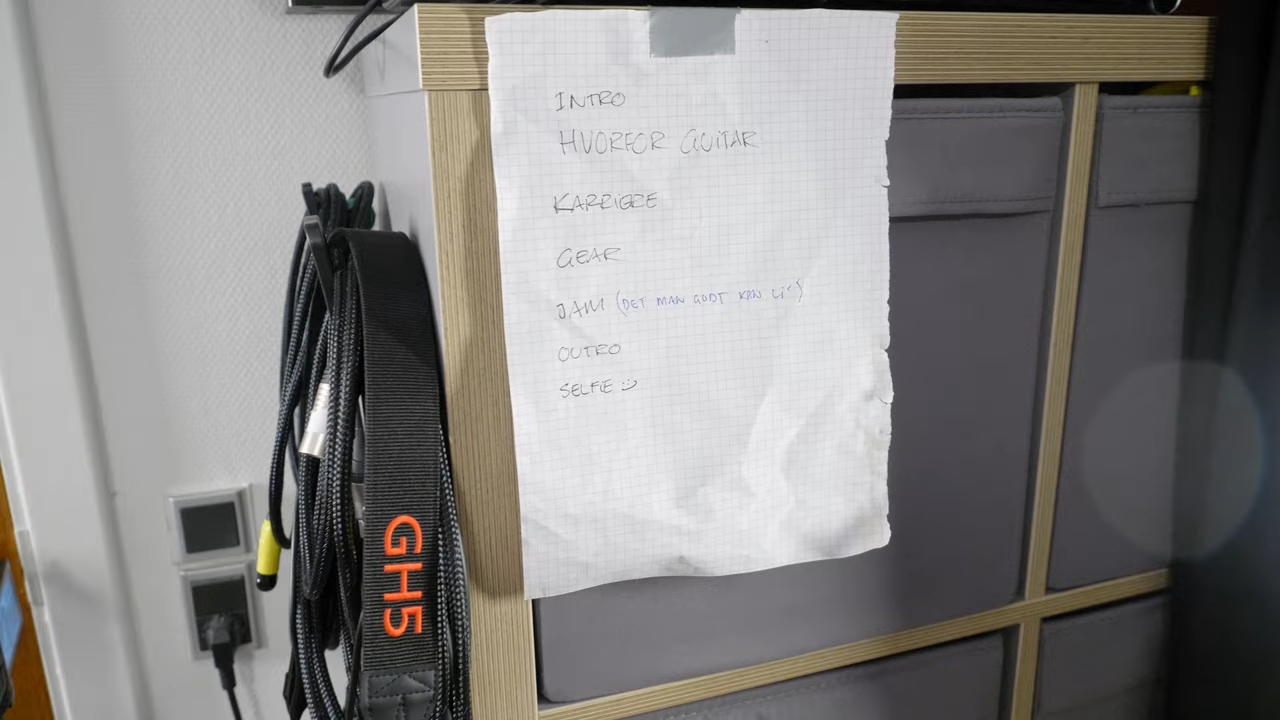 INTRO
HVORFOR GUITAR
KARRIERE
GEAR
JAM (DET MAN GODT KAN LI')
OUTRO
SELFIE :)
GH5